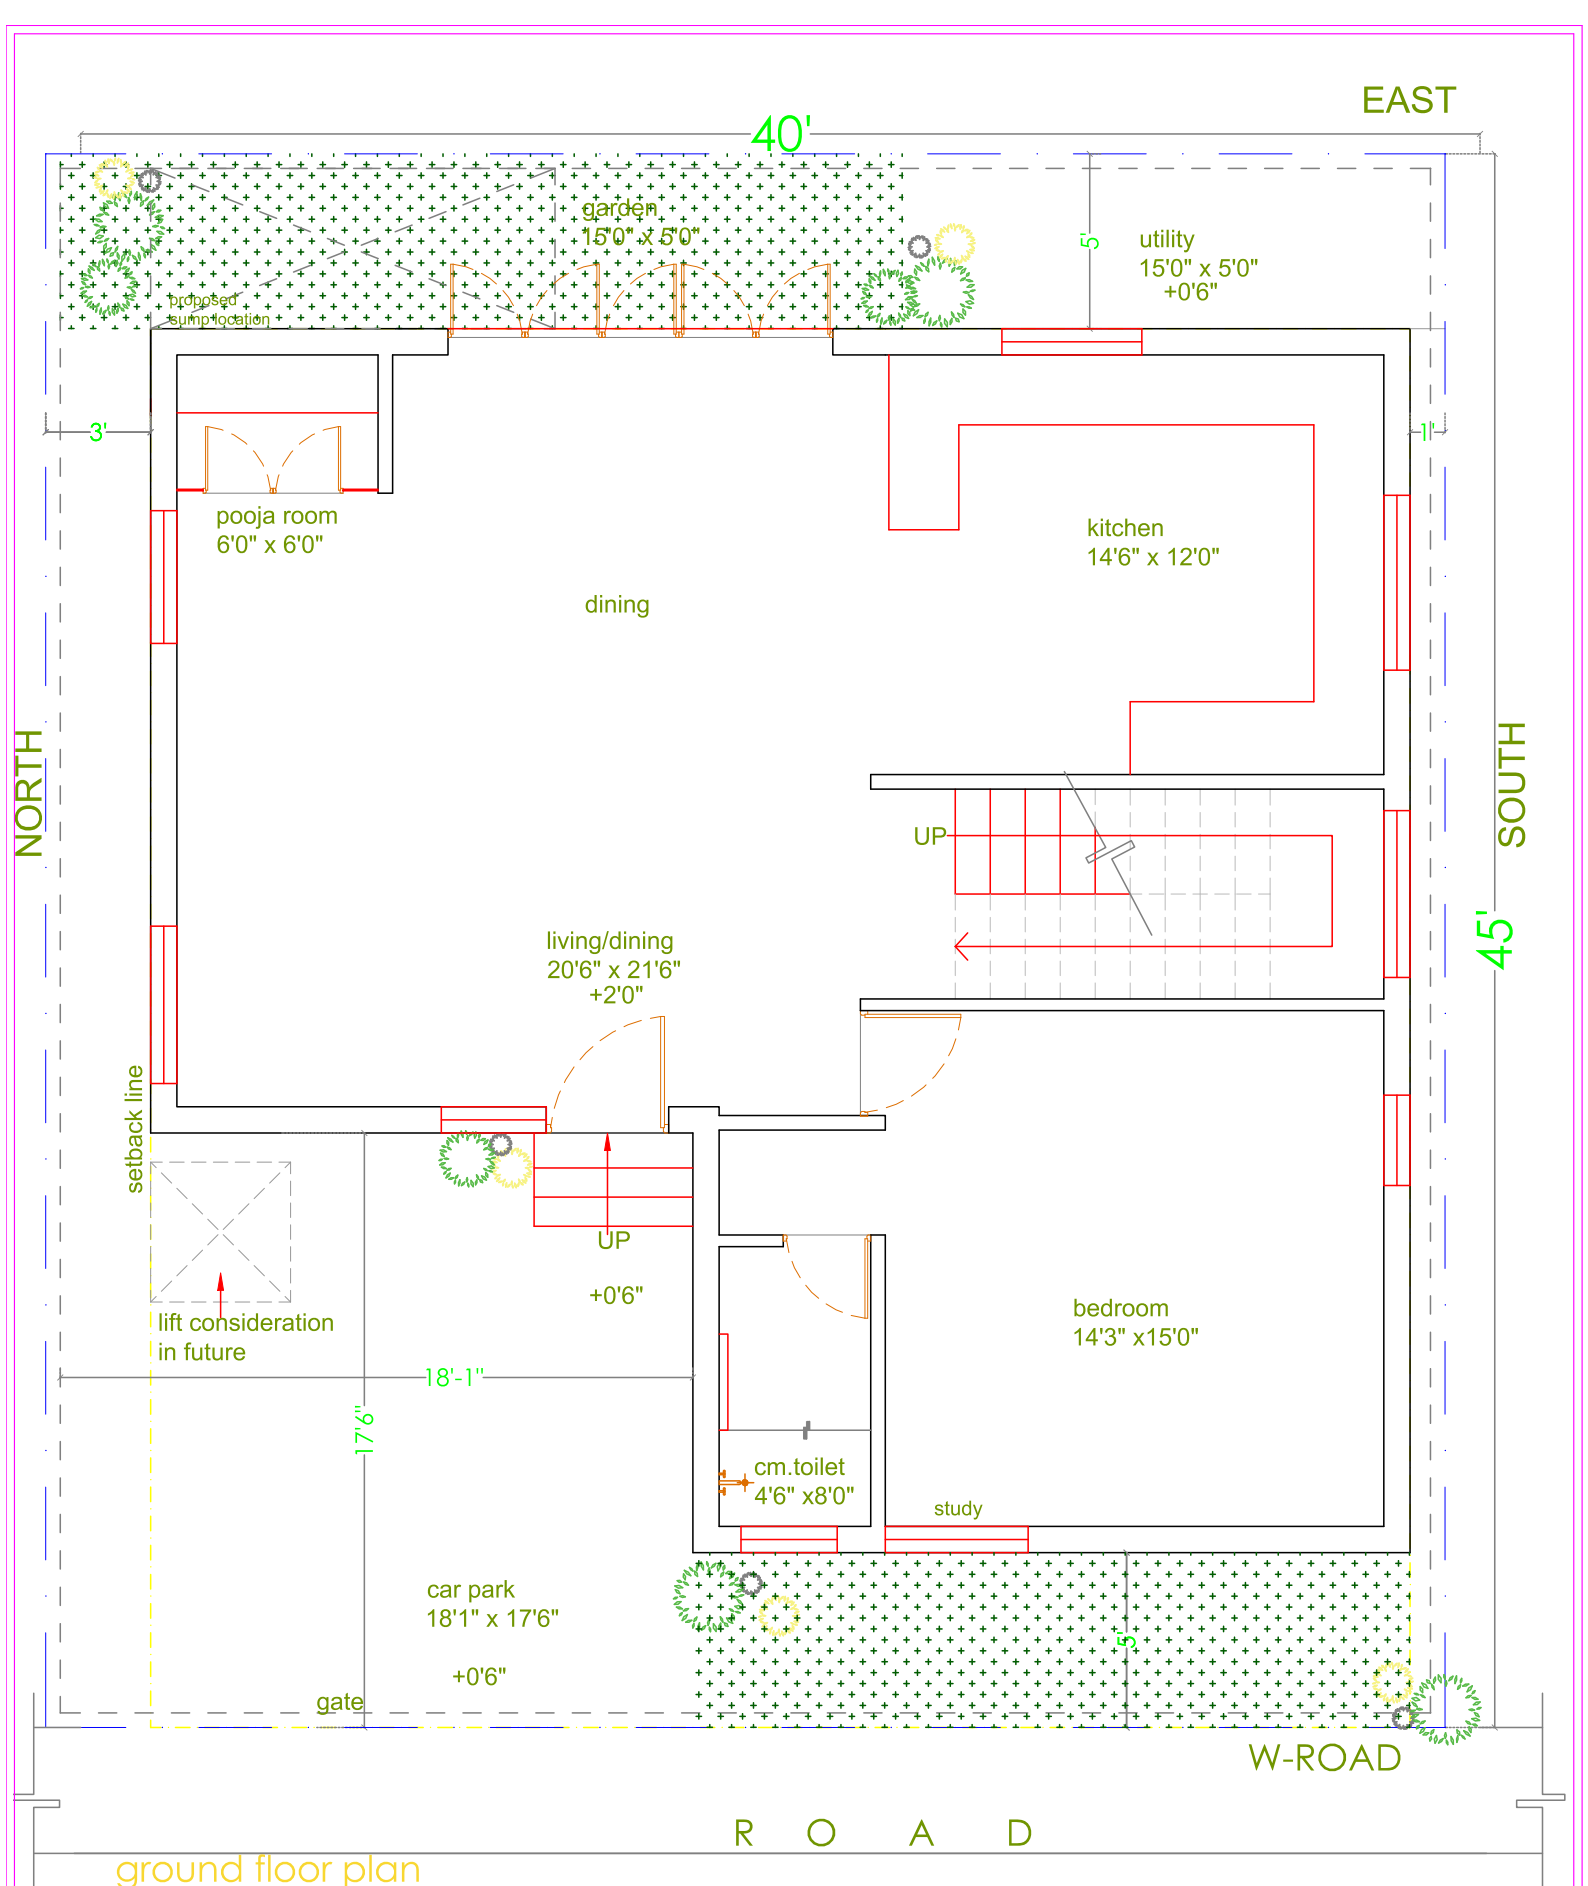 EAST
40'
garden
15'0" x 5'0"
5'
utility
15'0" x 5'0"
+0'6"
proposed
sump location
3'
1'
pooja room
6'0" x 6'0"
kitchen
14'6" x 12'0"
dining
NORTH
SOUTH
UP
45'
living/dining
20'6" x 21'6"
+2'0"
setback line
UP
+0'6"
lift consideration
in future
bedroom
14'3" x15'0"
18'-1"
17'6"
cm.toilet
4'6" x8'0"
study
car park
18'1" x 17'6"
5'
+0'6"
gate
W-ROAD
R O A D
ground floor plan